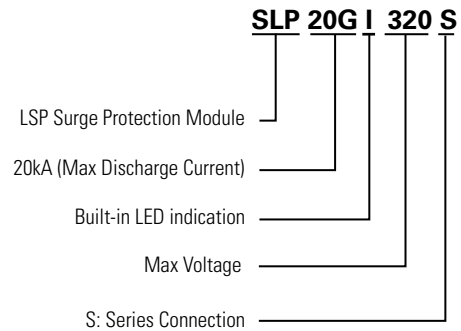 SLP 20G I 320 S
LSP Surge Protection Module
20kA (Max Discharge Current)
Built-in LED indication
Max Voltage
S: Series Connection